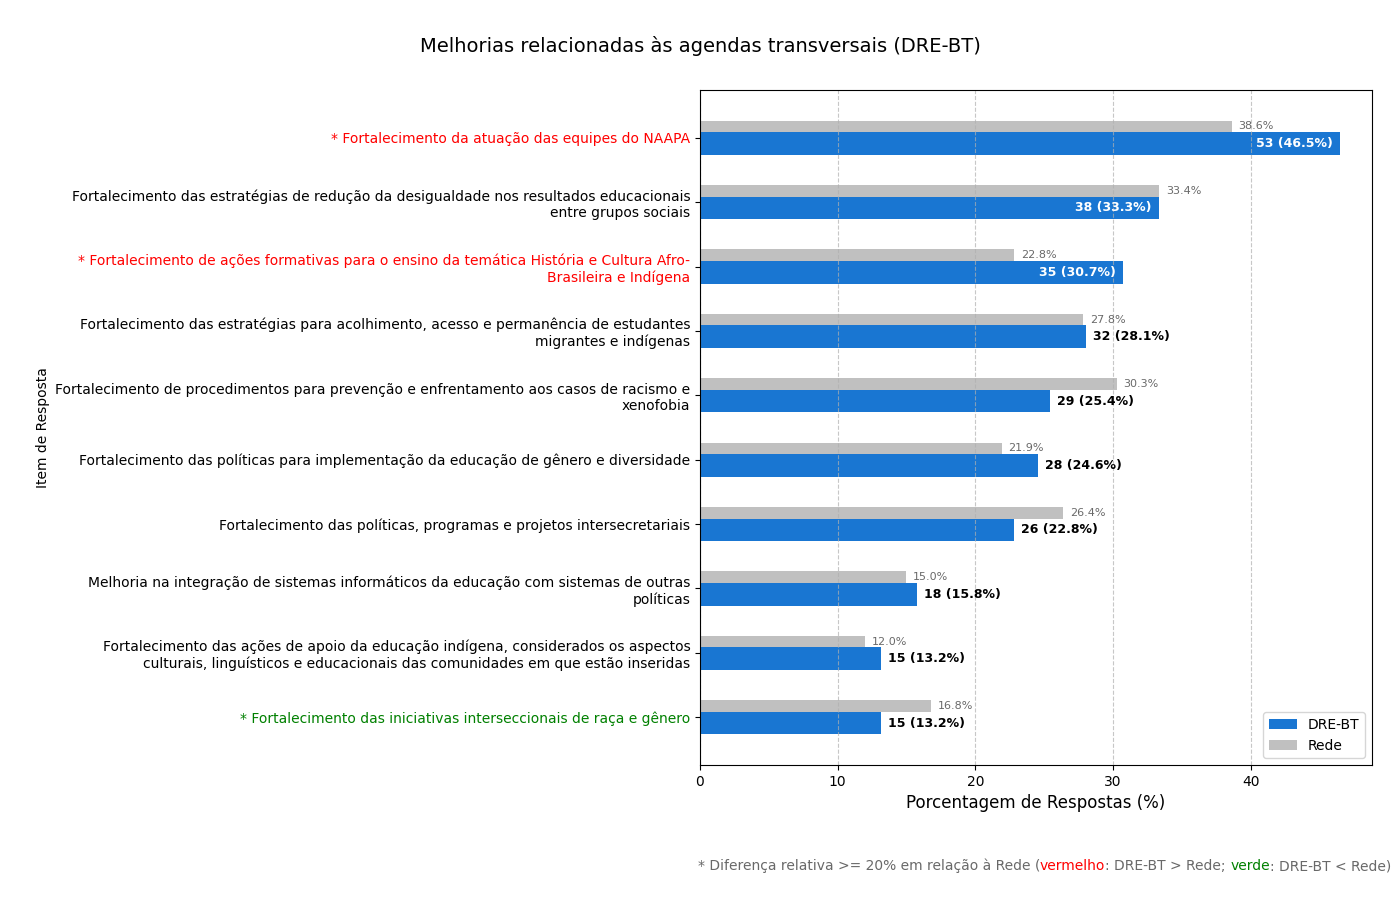 Melhorias relacionadas às agendas transversais (DRE-BT)
* Fortalecimento da atuação das equipes do NAAPA
38.6%
53 (46.5%)
Fortalecimento das estratégias de redução da desigualdade nos resultados educacionais
entre grupos sociais
33.4%
38 (33.3%)
* Fortalecimento de ações formativas para o ensino da temática História e Cultura Afro-
Brasileira e Indígena
22.8%
35 (30.7%)
Fortalecimento das estratégias para acolhimento, acesso e permanência de estudantes
migrantes e indígenas
27.8%
32 (28.1%)
Fortalecimento de procedimentos para prevenção e enfrentamento aos casos de racismo e
xenofobia
30.3%
29 (25.4%)
Fortalecimento das políticas para implementação da educação de gênero e diversidade
21.9%
28 (24.6%)
Fortalecimento das políticas, programas e projetos intersecretariais
26.4%
26 (22.8%)
Melhoria na integração de sistemas informáticos da educação com sistemas de outras
políticas
15.0%
18 (15.8%)
Fortalecimento das ações de apoio da educação indígena, considerados os aspectos
culturais, linguísticos e educacionais das comunidades em que estão inseridas
12.0%
15 (13.2%)
* Fortalecimento das iniciativas interseccionais de raça e gênero
16.8%
15 (13.2%)
Item de Resposta
DRE-BT
Rede
0 10 20 30 40
Porcentagem de Respostas (%)
* Diferença relativa >= 20% em relação à Rede (vermelho: DRE-BT > Rede; verde: DRE-BT < Rede)